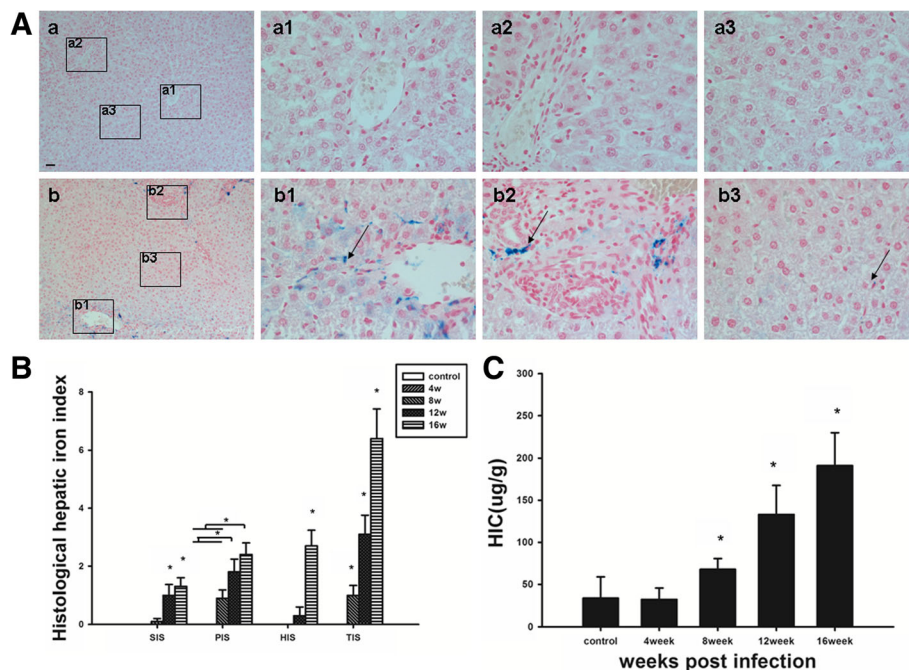 A
a
a2
a1
a3
a1
a2
a3
b
b2
b3
b1
b1
b2
b3
B
Histological hepatic iron index
8
6
4
2
0
control
4w
8w
12w
16w
* * * * * * * *
SIS PIS HIS TIS
C
HIC(ug/g)
300
250
200
150
100
50
0
* * *
control 4week 8week 12week 16week
weeks post infection